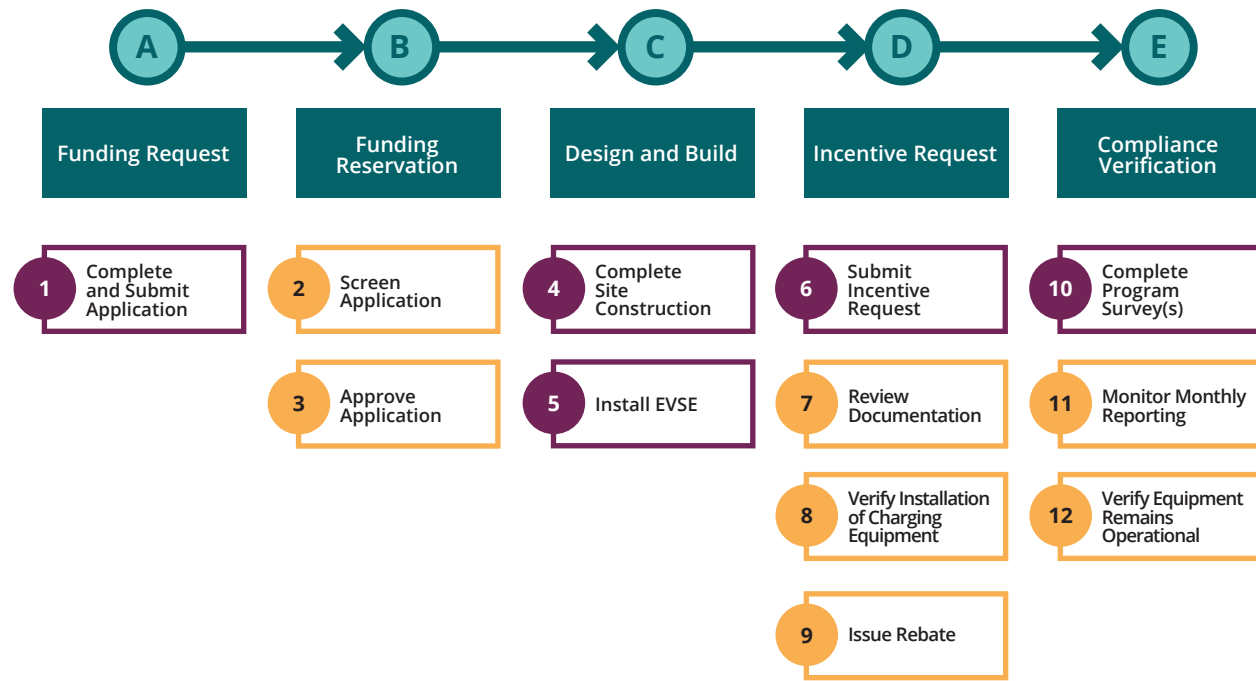 A
B
C
D
E
Funding Request
Funding
Reservation
Design and Build
Incentive Request
Compliance
Verification
1
Complete
and Submit
Application
2
Screen
Application
3
Approve
Application
4
Complete
Site
Construction
5
Install EVSE
6
Submit
Incentive
Request
7
Review
Documentation
8
Verify Installation
of Charging
Equipment
9
Issue Rebate
10
Complete
Program
Survey(s)
11
Monitor Monthly
Reporting
12
Verify Equipment
Remains
Operational